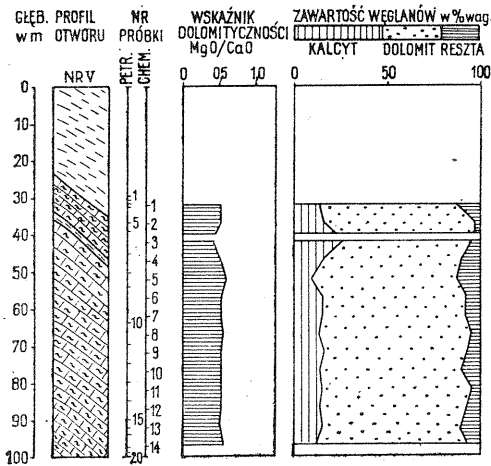 GŁĘB. PROFIL NR WSKAŹNIK ZAWARTOŚĆ WĘGLANÓW w % wag.
w m OTWORU PRÓBKI DOLOMITYCZNOŚCI
MgO/CaO KALCYT DOLOMIT RESZTA
NR V PETR. CHEM. 0 0,5 1,0 0 50 100
0
10
20
30 1 1
2
40 5 3
4
50 5
6
60 7
10 8
70 9
10
80 11
12
90 15 13
14
100 20